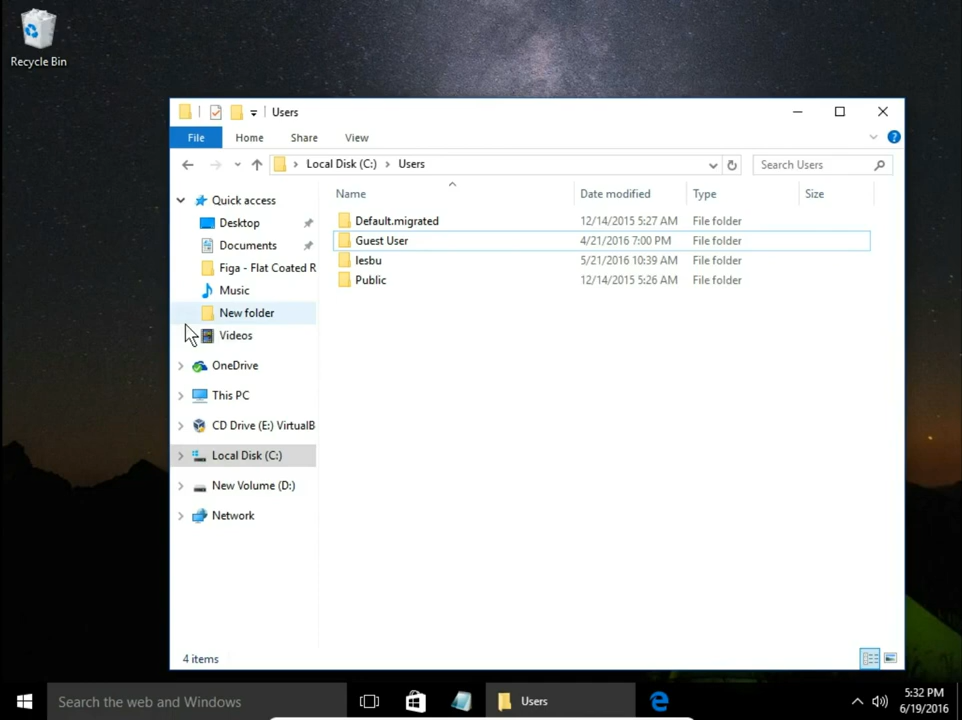 Recycle Bin
Users
File Home Share View
Local Disk (C:) Users
Search Users
Name Date modified Type Size
Quick access
Desktop
Documents
Figa - Flat Coated R
Music
New folder
Videos
OneDrive
This PC
CD Drive (E:) VirtualB
Local Disk (C:)
New Volume (D:)
Network
Default.migrated 12/14/2015 5:27 AM File folder
Guest User 4/21/2016 7:00 PM File folder
lesbu 5/21/2016 10:39 AM File folder
Public 12/14/2015 5:26 AM File folder
4 items
Search the web and Windows
Users
5:32 PM
6/19/2016